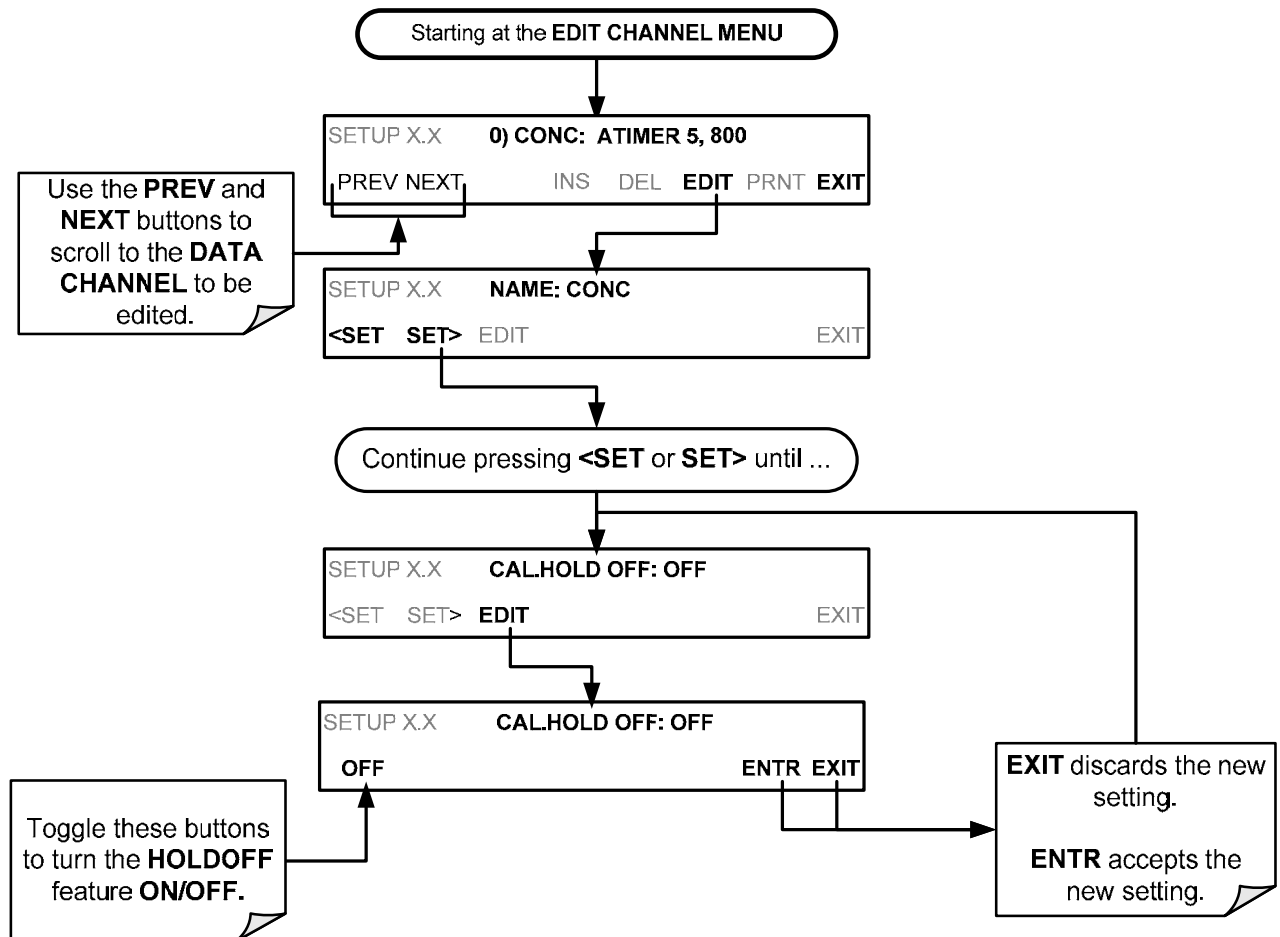 Starting at the EDIT CHANNEL MENU
SETUP X.X 0) CONC: ATIMER 5, 800
PREV NEXT INS DEL EDIT PRNT EXIT
Use the PREV and
NEXT buttons to
scroll to the DATA
CHANNEL to be
edited.
SETUP X.X NAME: CONC
<SET SET> EDIT EXIT
Continue pressing <SET or SET> until ...
SETUP X.X CAL.HOLD OFF: OFF
<SET SET> EDIT EXIT
SETUP X.X CAL.HOLD OFF: OFF
OFF ENTR EXIT
Toggle these buttons
to turn the HOLDOFF
feature ON/OFF.
EXIT discards the new
setting.
ENTR accepts the
new setting.